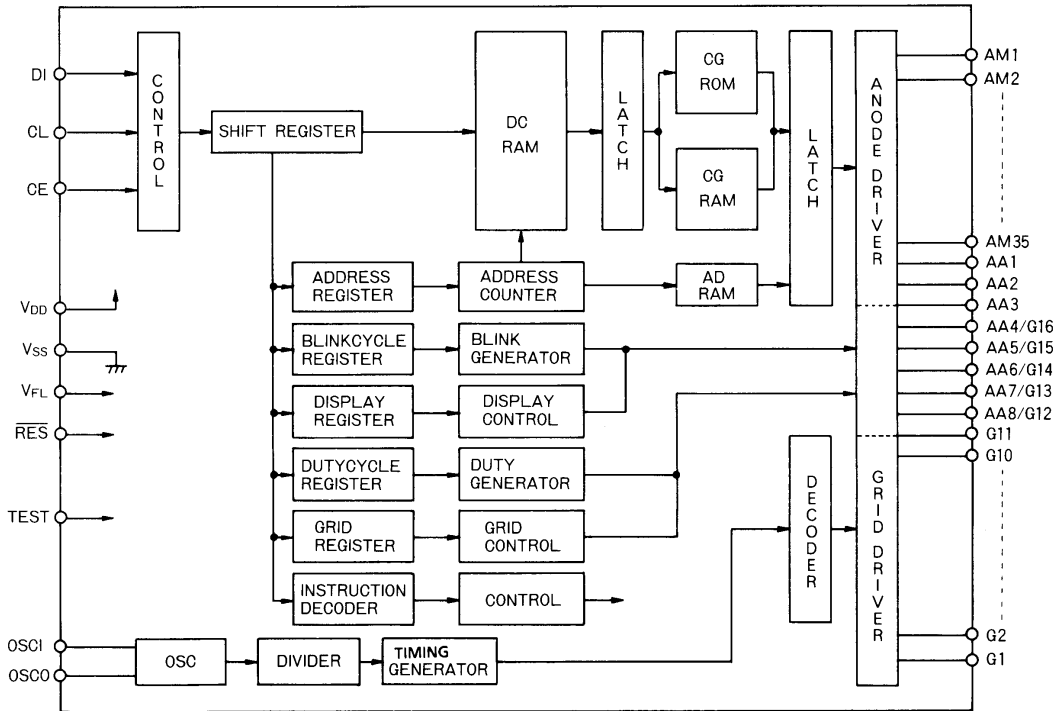 DI
CL
CE
VDD
VSS
VFL
RES
TEST
OSCI
OSCO
CONTROL
SHIFT REGISTER
DC
RAM
LATCH
CG
ROM
CG
RAM
LATCH
ANODE DRIVER
ADDRESS
REGISTER
ADDRESS
COUNTER
AD
RAM
BLINKCYCLE
REGISTER
BLINK
GENERATOR
DISPLAY
REGISTER
DISPLAY
CONTROL
DUTYCYCLE
REGISTER
DUTY
GENERATOR
GRID
REGISTER
GRID
CONTROL
INSTRUCTION
DECODER
CONTROL
OSC
DIVIDER
TIMING
GENERATOR
DECODER
GRID DRIVER
AM1
AM2
AM35
AA1
AA2
AA3
AA4/G16
AA5/G15
AA6/G14
AA7/G13
AA8/G12
G11
G10
G2
G1